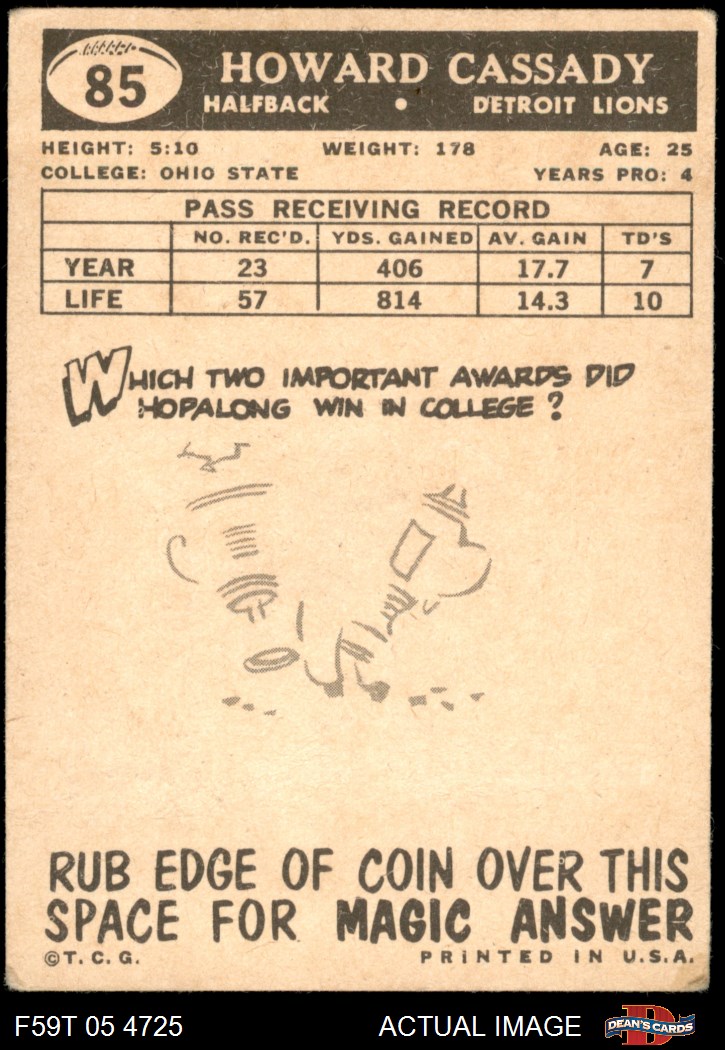 85
HOWARD CASSADY
HALFBACK • DETROIT LIONS
HEIGHT: 5:10 WEIGHT: 178 AGE: 25
COLLEGE: OHIO STATE YEARS PRO: 4
PASS RECEIVING RECORD
NO. REC'D. YDS. GAINED AV. GAIN TD'S
YEAR 23 406 17.7 7
LIFE 57 814 14.3 10
WHICH TWO IMPORTANT AWARDS DID
HOPALONG WIN IN COLLEGE?
RUB EDGE OF COIN OVER THIS
SPACE FOR MAGIC ANSWER
©T.C.G. PRINTED IN U.S.A.
F59T 05 4725 ACTUAL IMAGE D DEAN'S CARDS